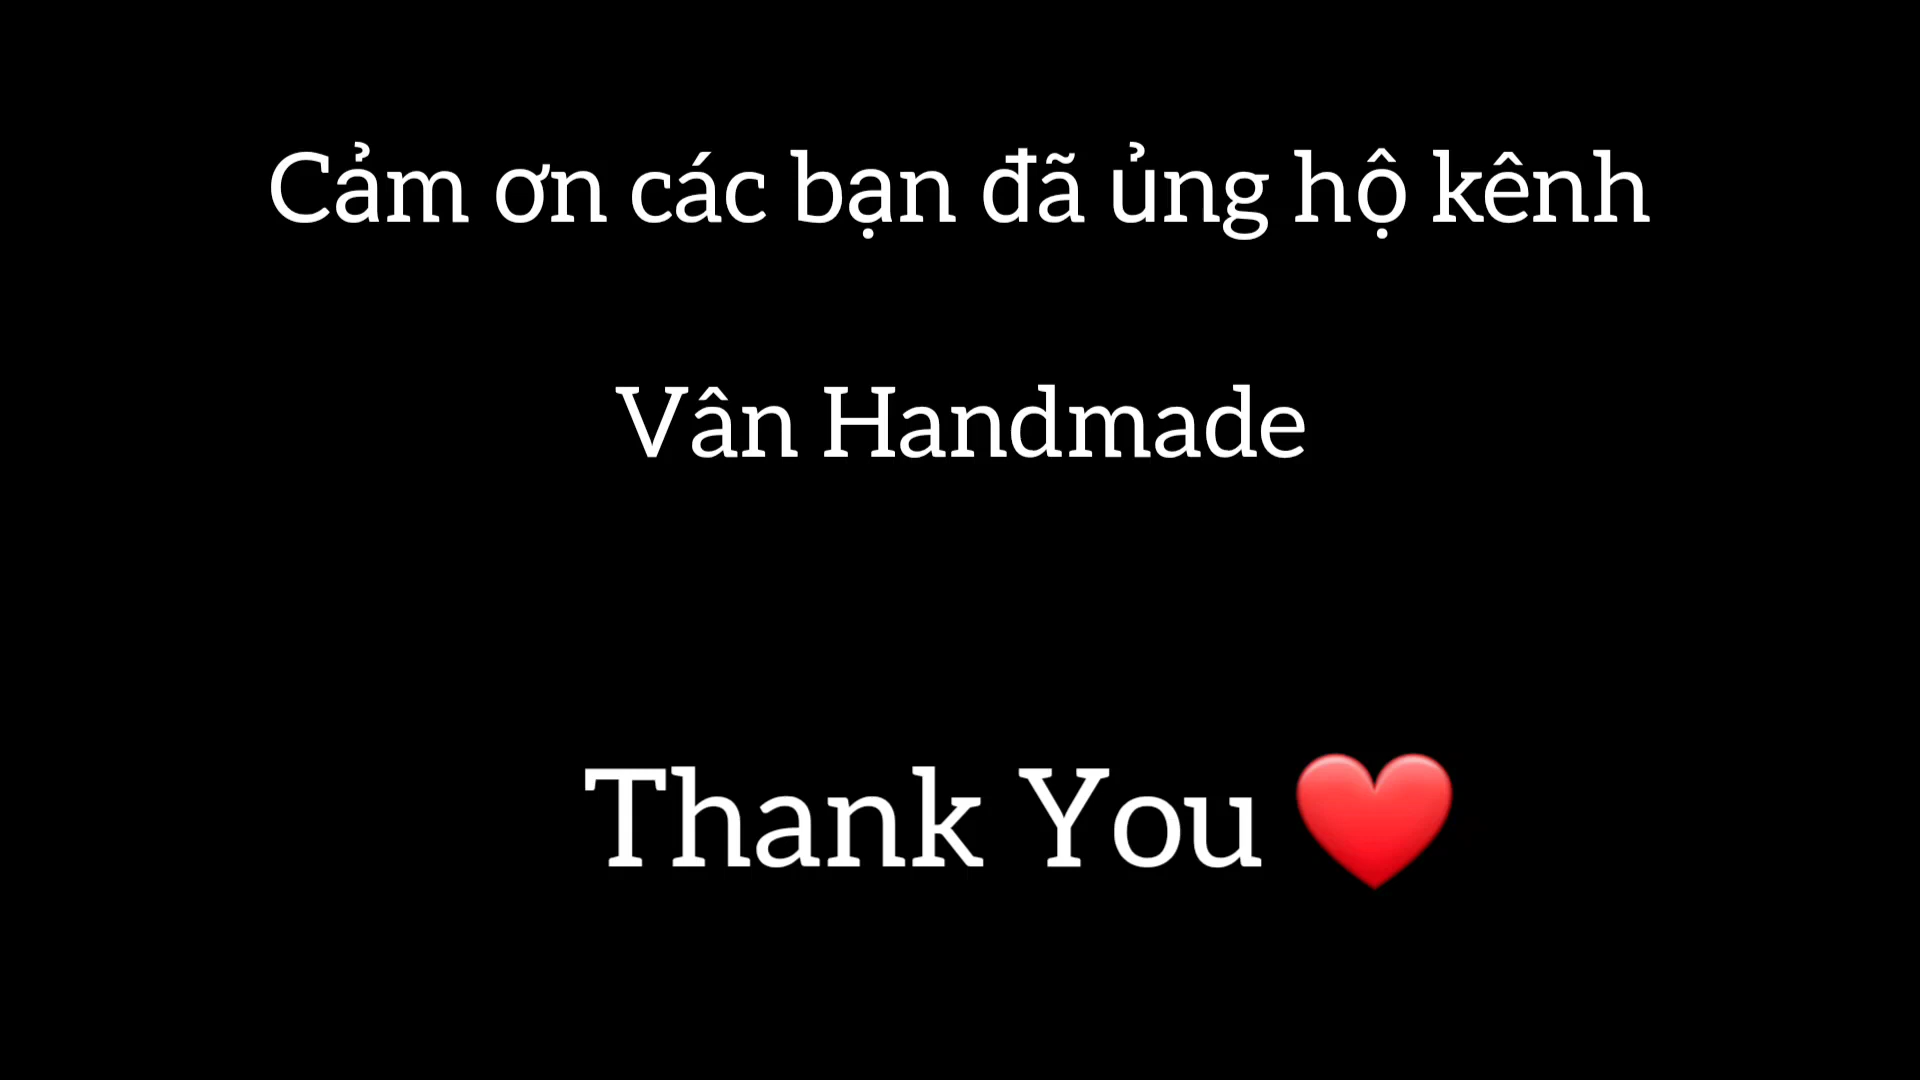 Cảm ơn các bạn đã ủng hộ kênh
Vân Handmade
Thank You ❤️